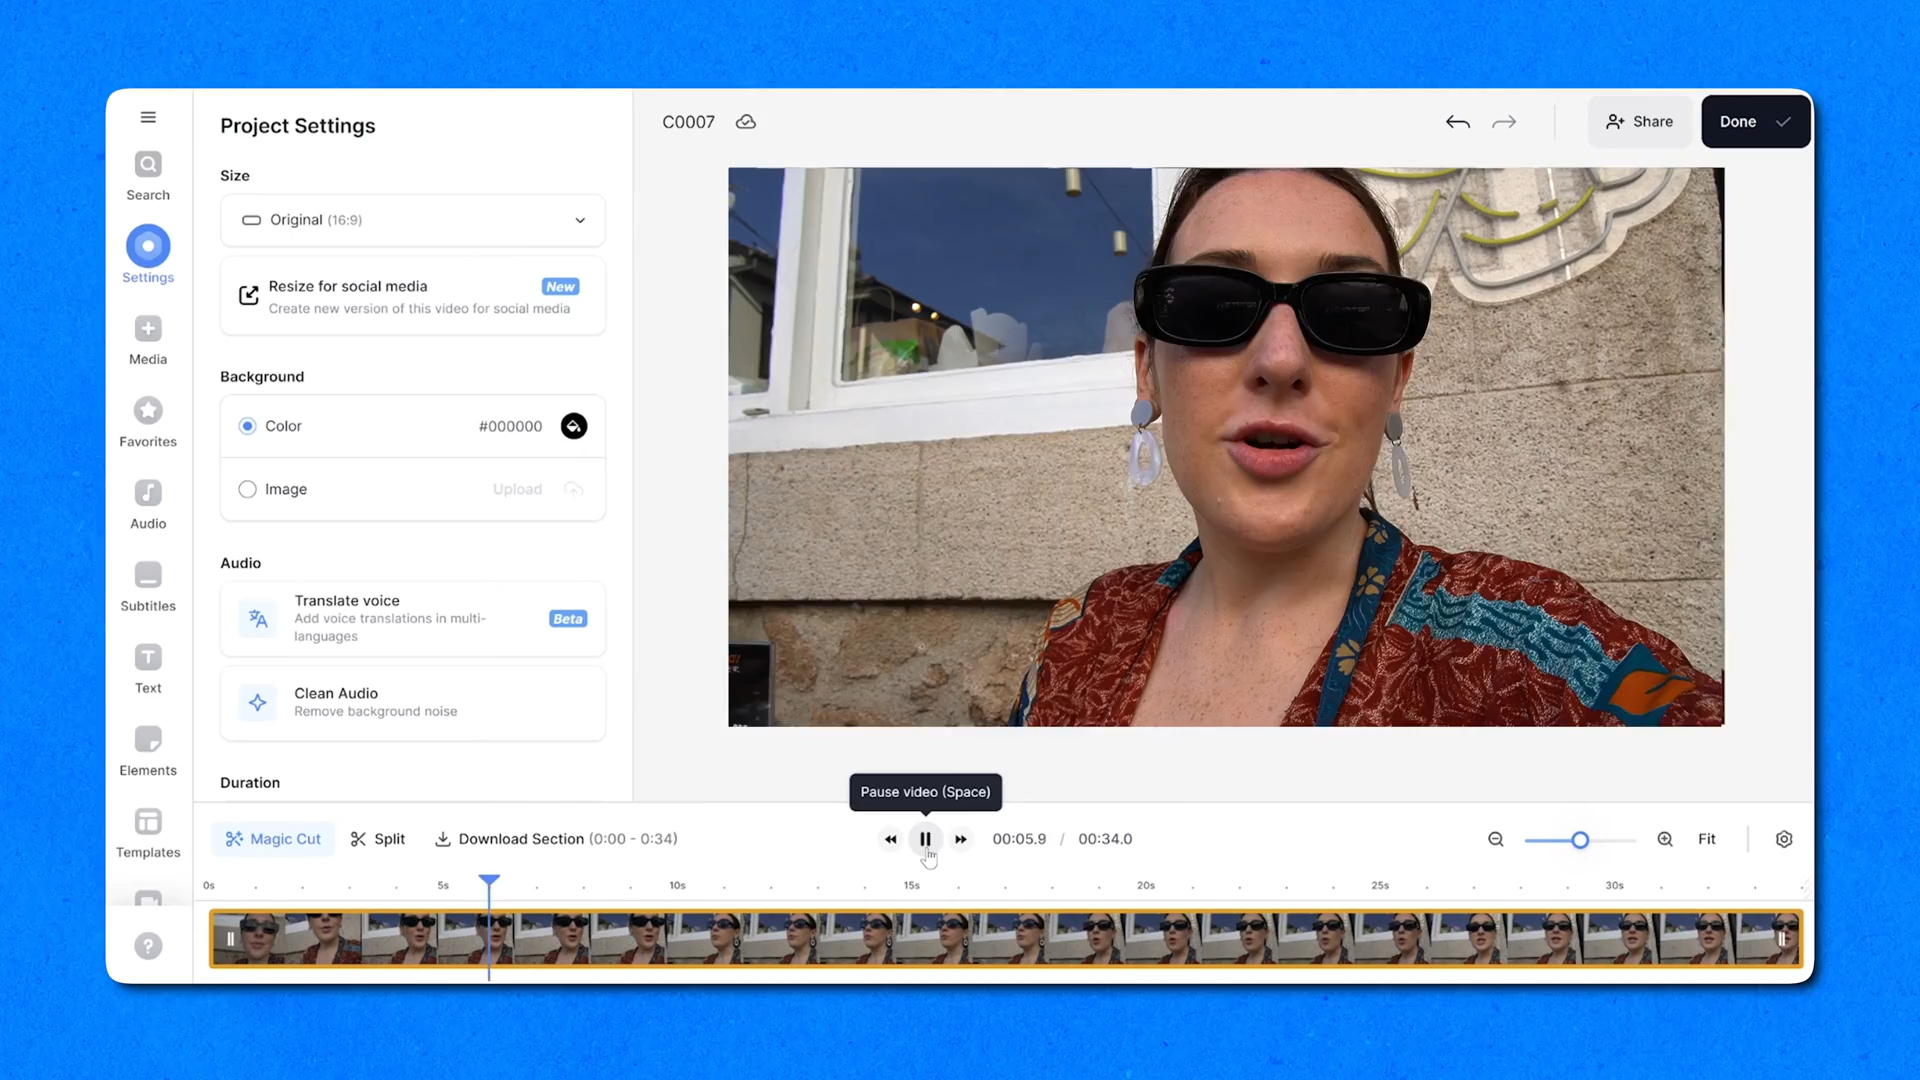 Project Settings
C0007
Share
Done
Search
Settings
Media
Favorites
Audio
Subtitles
Text
Elements
Templates
Size
Original (16:9)
Resize for social media
New
Create new version of this video for social media
Background
Color
#000000
Image
Upload
Audio
Translate voice
Add voice translations in multi-
languages
Beta
Clean Audio
Remove background noise
Duration
Pause video (Space)
Magic Cut
Split
Download Section (0:00 - 0:34)
00:05.9 / 00:34.0
Fit
0s 5s 10s 15s 20s 25s 30s